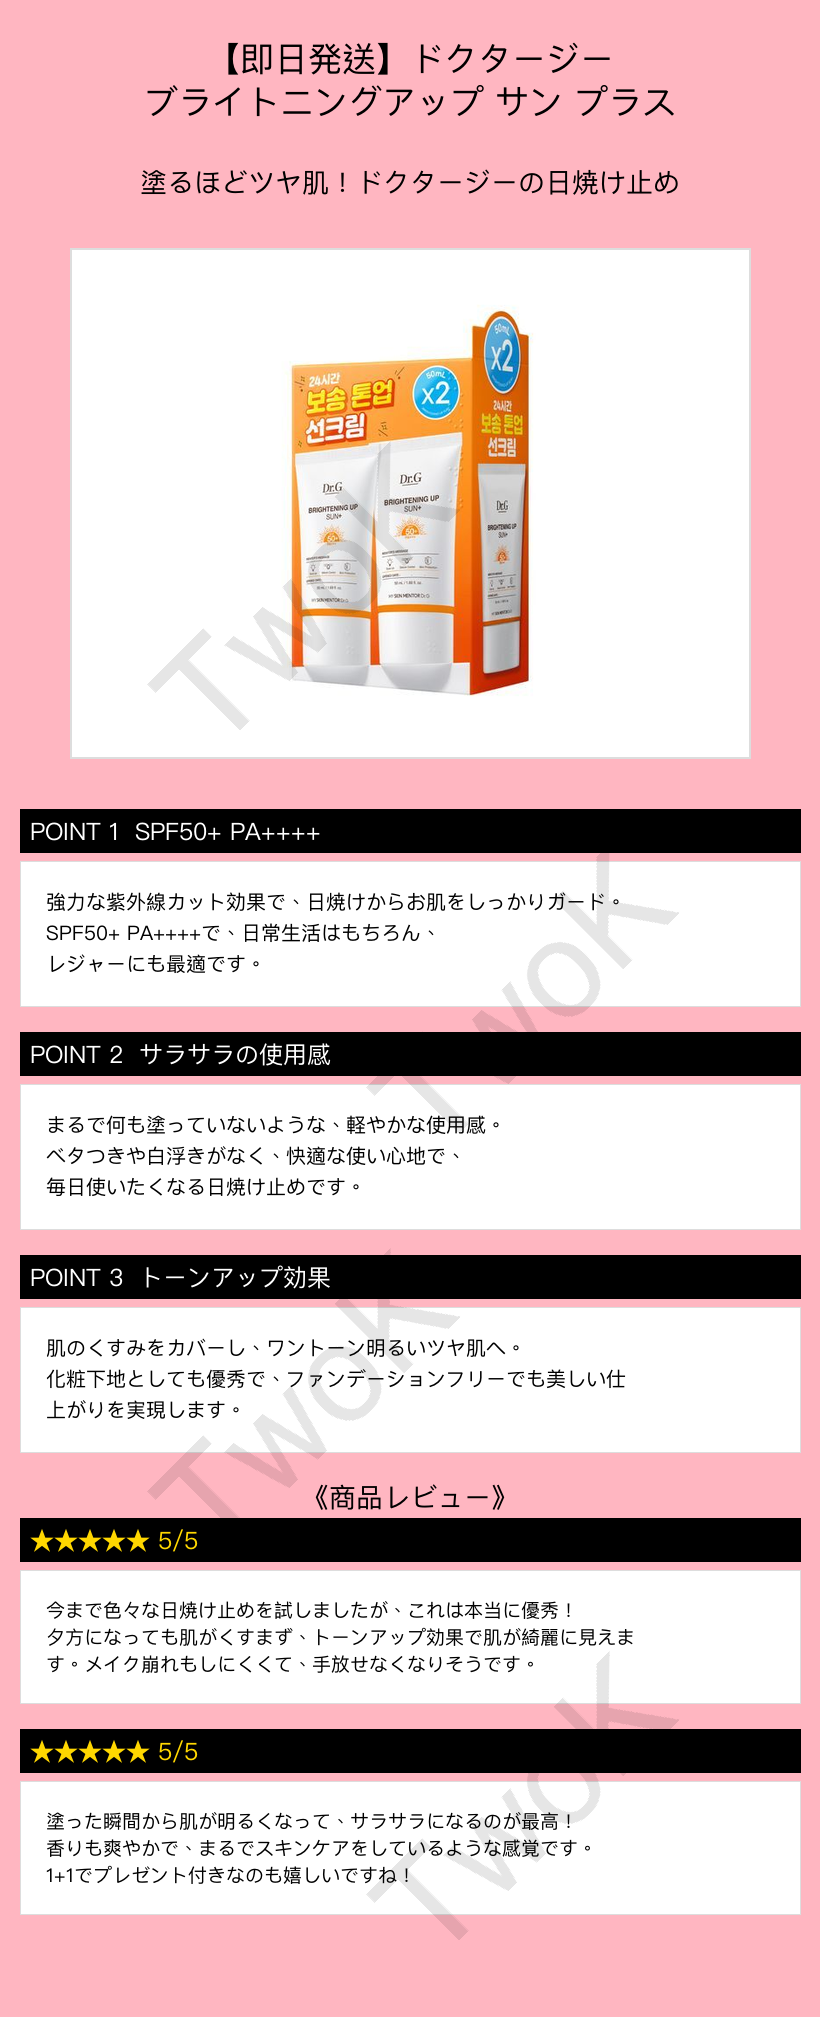 【即日発送】ドクタージー
ブライトニングアップ サン プラス
塗るほどツヤ肌！ドクタージーの日焼け止め
50mL
x2
24시간
보송 톤업
선크림
50mL
x2
24시간
보송 톤업
선크림
Dr.G
BRIGHTENING UP
SUN+
50+
MY SKIN MENTOR Dr.G
Dr.G
BRIGHTENING UP
SUN+
50+
MY SKIN MENTOR Dr.G
Dr.G
BRIGHTENING UP
SUN+
50+
TwoK
POINT 1 SPF50+ PA++++
強力な紫外線カット効果で、日焼けからお肌をしっかりガード。
SPF50+ PA++++で、日常生活はもちろん、
レジャーにも最適です。
TwoK
POINT 2 サラサラの使用感
まるで何も塗っていないような、軽やかな使用感。
ベタつきや白浮きがなく、快適な使い心地で、
毎日使いたくなる日焼け止めです。
POINT 3 トーンアップ効果
肌のくすみをカバーし、ワントーン明るいツヤ肌へ。
化粧下地としても優秀で、ファンデーションフリーでも美しい仕
上がりを実現します。
TwoK
《商品レビュー》
★★★★★ 5/5
今まで色々な日焼け止めを試しましたが、これは本当に優秀！
夕方になっても肌がくすまず、トーンアップ効果で肌が綺麗に見えま
す。メイク崩れもしにくくて、手放せなくなりそうです。
★★★★★ 5/5
塗った瞬間から肌が明るくなって、サラサラになるのが最高！
香りも爽やかで、まるでスキンケアをしているような感覚です。
1+1でプレゼント付きなのも嬉しいですね！
TwoK